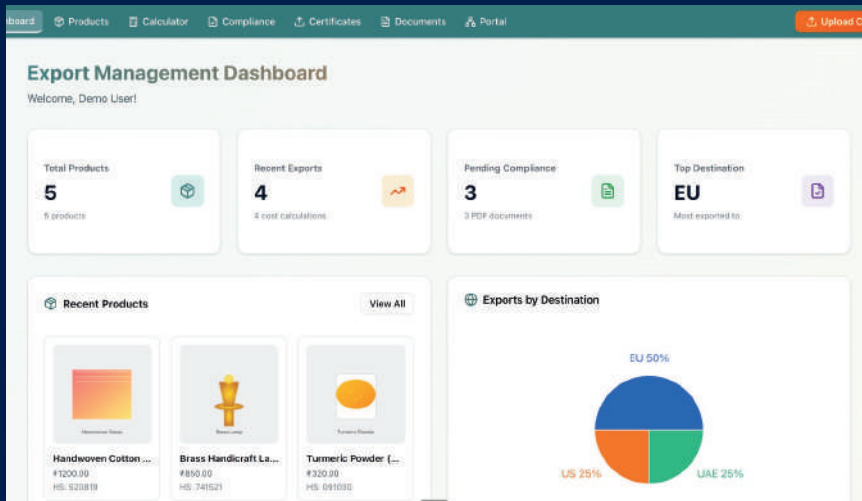 board Products Calculator Compliance Certificates Documents Portal Upload C
Export Management Dashboard
Welcome, Demo User!
Total Products
5
5 products
Recent Exports
4
4 cost calculations
Pending Compliance
3
3 PDF documents
Top Destination
EU
Most exported to
Recent Products
View All
Handwoven Cotton ...
₹1200.00
HS: 520819
Brass Handicraft La...
₹850.00
HS: 741521
Turmeric Powder (...
₹320.00
HS: 091030
Exports by Destination
EU 50%
US 25%
UAE 25%